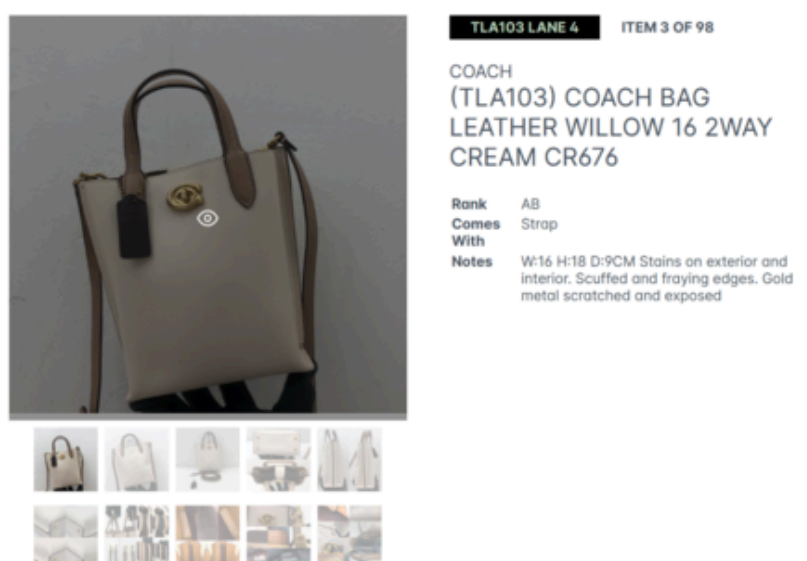 TLA103 LANE 4
ITEM 3 OF 98
COACH
(TLA103) COACH BAG
LEATHER WILLOW 16 2WAY
CREAM CR676
Rank AB
Comes With Strap
Notes W:16 H:18 D:9CM Stains on exterior and
interior. Scuffed and fraying edges. Gold
metal scratched and exposed